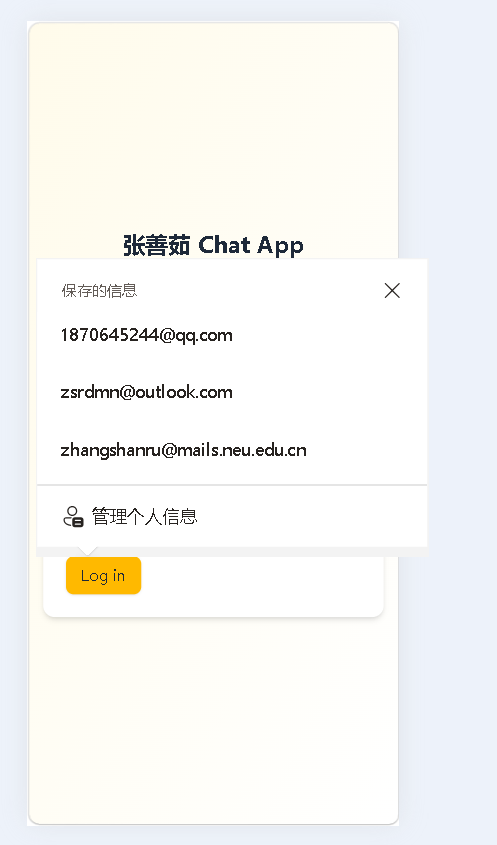 张善茹 Chat App
保存的信息
1870645244@qq.com
zsrdmn@outlook.com
zhangshanru@mails.neu.edu.cn
管理个人信息
Log in